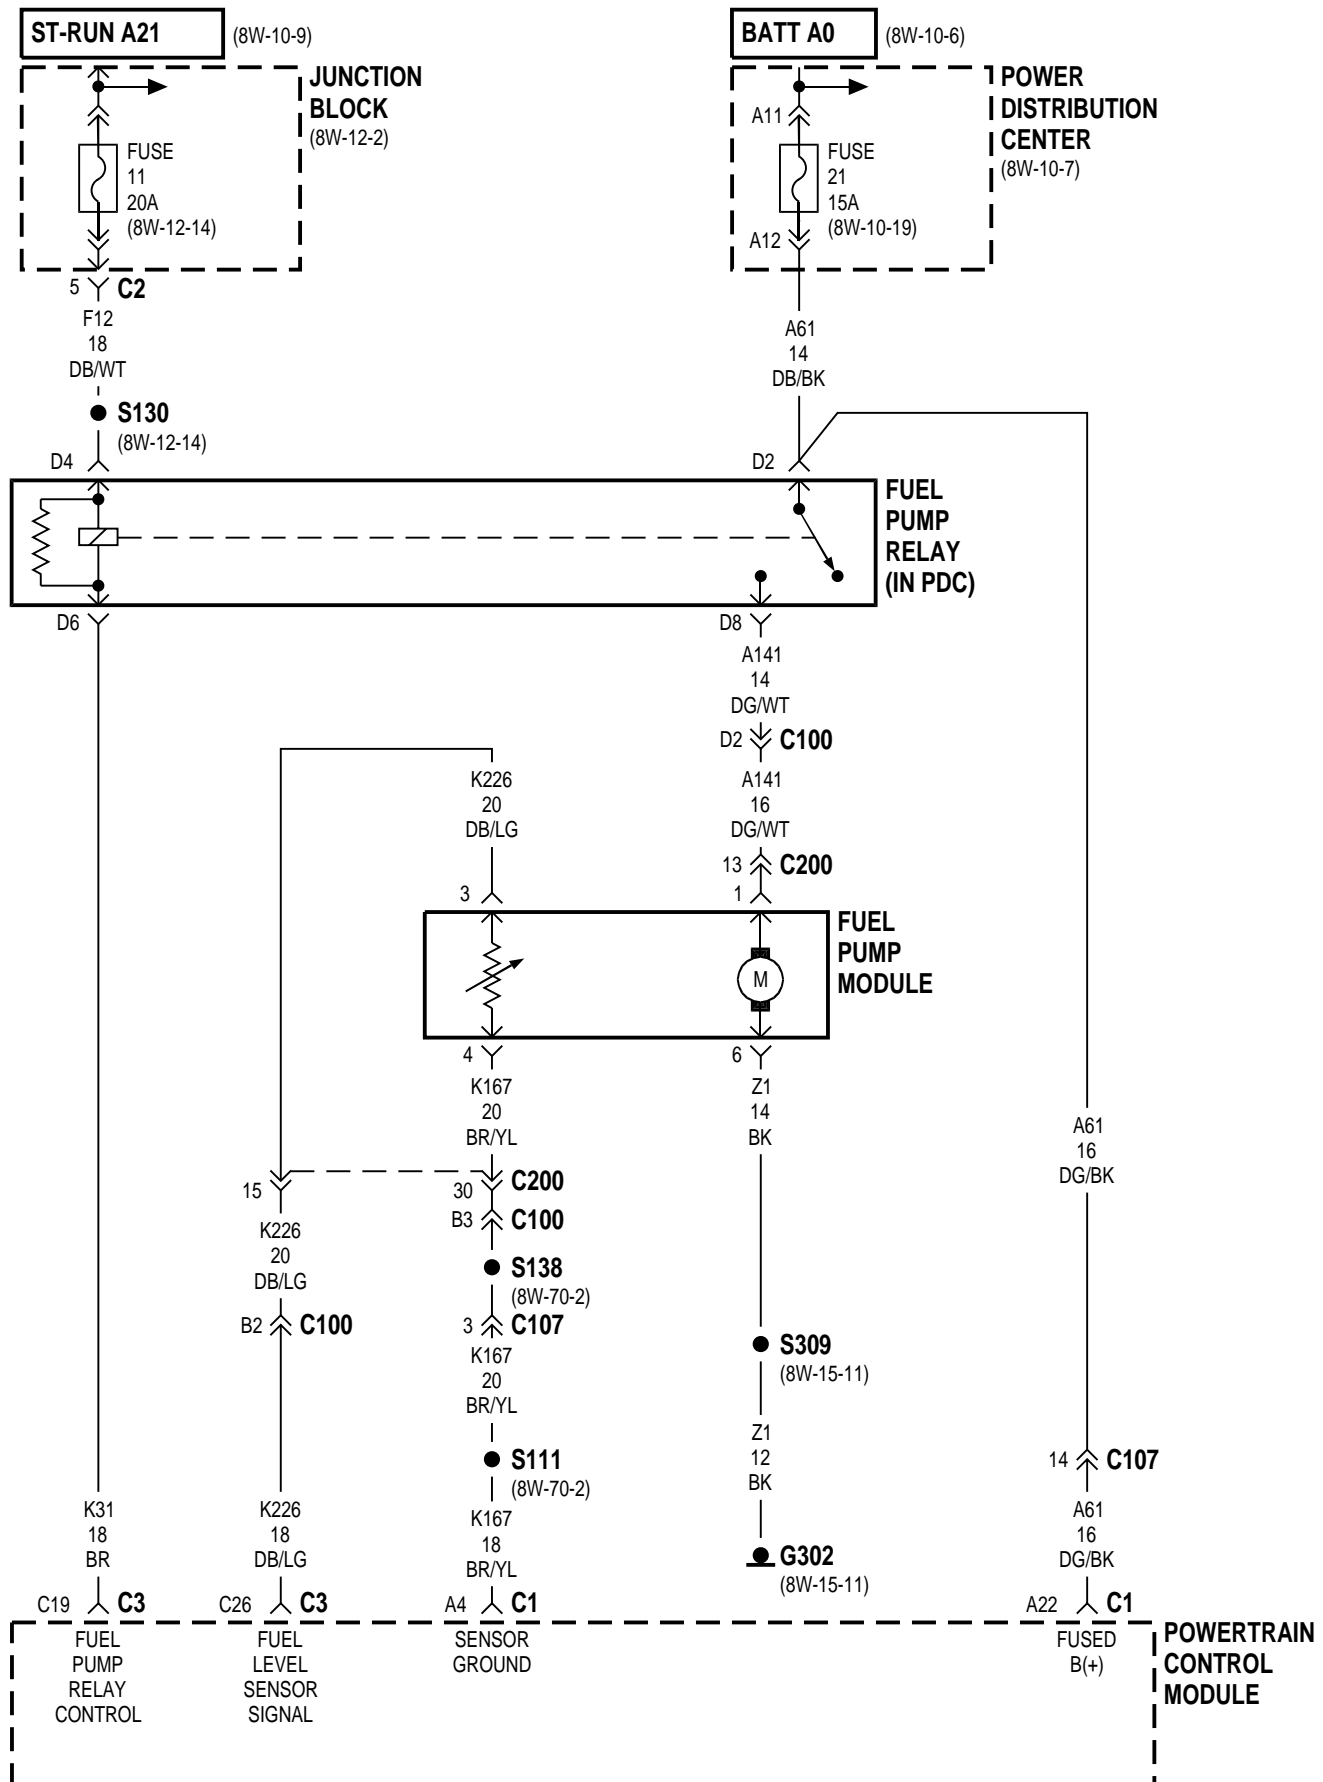 ST-RUN A21
(8W-10-9)
BATT A0
(8W-10-6)
JUNCTION
BLOCK
(8W-12-2)
FUSE
11
20A
(8W-12-14)
5
C2
F12
18
DB/WT
S130
(8W-12-14)
D4
POWER
DISTRIBUTION
CENTER
(8W-10-7)
A11
FUSE
21
15A
(8W-10-19)
A12
A61
14
DB/BK
D2
FUEL
PUMP
RELAY
(IN PDC)
D6
D8
A141
14
DG/WT
D2
C100
A141
16
DG/WT
13
C200
K226
20
DB/LG
3
1
FUEL
PUMP
MODULE
M
4
6
K167
20
BR/YL
Z1
14
BK
A61
16
DG/BK
15
30
C200
B3
C100
K226
20
DB/LG
S138
(8W-70-2)
B2
C100
3
C107
K167
20
BR/YL
S309
(8W-15-11)
Z1
12
BK
S111
(8W-70-2)
14
C107
K31
18
BR
K226
18
DB/LG
K167
18
BR/YL
G302
(8W-15-11)
A61
16
DG/BK
C19
C3
C26
C3
A4
C1
A22
C1
FUEL
PUMP
RELAY
CONTROL
FUEL
LEVEL
SENSOR
SIGNAL
SENSOR
GROUND
FUSED
B(+)
POWERTRAIN
CONTROL
MODULE